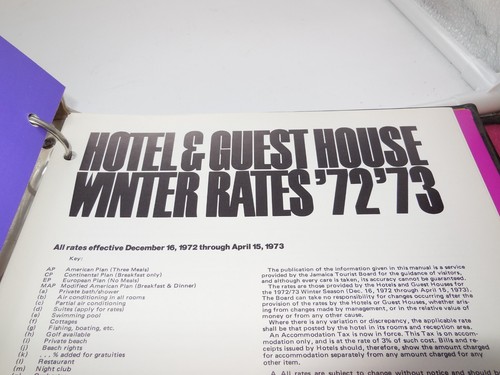 HOTEL & GUEST HOUSE
WINTER RATES '72'73
All rates effective December 16, 1972 through April 15, 1973
Key:
AP American Plan (Three Meals)
CP Continental Plan (Breakfast only)
EP European Plan (No Meals)
MAP Modified American Plan (Breakfast & Dinner)
(a) Private bath/shower
(b) Air conditioning in all rooms
(c) Partial air conditioning
(d) Suites (apply for rates)
(e) Swimming pool
(f) Cottages
(g) Fishing, boating, etc.
(h) Golf available
(i) Private beach
(j) Beach rights
(k) . . . % added for gratuities
(l) Restaurant
(m) Night club
The publication of the information given in this manual is a service
provided by the Jamaica Tourist Board for the guidance of visitors,
and although every care is taken, its accuracy cannot be guaranteed.
The rates are those provided by the Hotels and Guest Houses for
the 1972/73 Winter Season (Dec. 16, 1972 through April 15, 1973).
The Board can take no responsibility for changes occurring after the
provision of the rates by the Hotels or Guest Houses, whether aris-
ing from changes made by management, or in the relative value of
money or from any other cause.
Where there is any variation or discrepancy, the applicable rate
shall be that posted by the hotel in its rooms and reception area.
An Accommodation Tax is now in force. This Tax is on accom-
modation only, and is at the rate of 3% of such cost. Bills and re-
ceipts issued by Hotels should, therefore, show the amount charged
for accommodation separately from any amount charged for any
other item.
A. All rates are subject to change without notice and should be